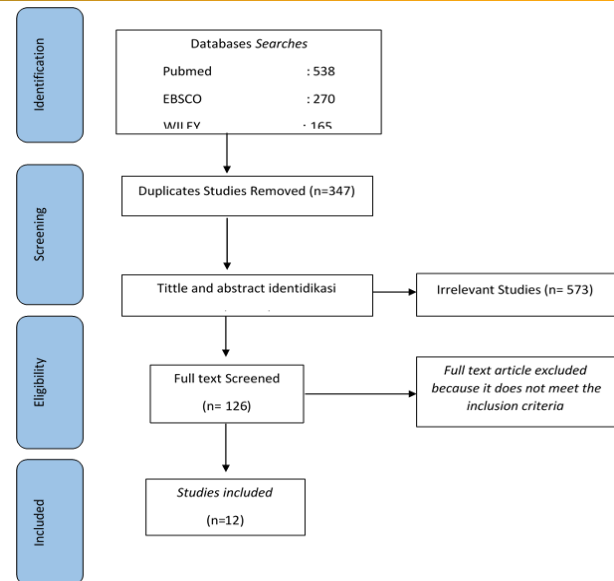 Identification
Databases Searches
Pubmed : 538
EBSCO : 270
WILEY : 165
Screening
Duplicates Studies Removed (n=347)
Tittle and abstract identidikasi
Irrelevant Studies (n= 573)
Eligibility
Full text Screened
(n= 126)
Full text article excluded
because it does not meet the
inclusion criteria
Included
Studies included
(n=12)